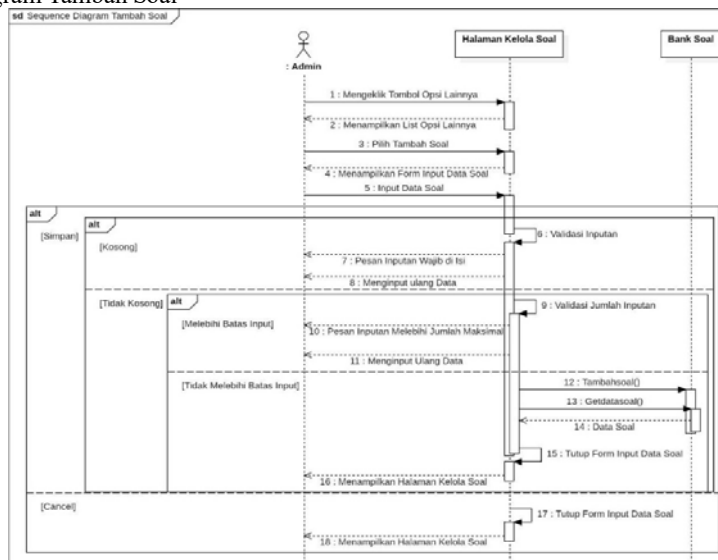 gram Tambah Soal
sd Sequence Diagram Tambah Soal
Halaman Kelola Soal
Bank Soal
: Admin
1 : Mengeklik Tombol Opsi Lainnya
2 : Menampilkan List Opsi Lainnya
3 : Pilih Tambah Soal
4 : Menampilkan Form Input Data Soal
5 : Input Data Soal
alt
alt
[Simpan]
6 : Validasi Inputan
[Kosong]
7 : Pesan Inputan Wajib di Isi
8 : Menginput ulang Data
[Tidak Kosong]
alt
9 : Validasi Jumlah Inputan
[Melebihi Batas Input]
10 : Pesan Inputan Melebihi Jumlah Maksimal
11 : Menginput Ulang Data
[Tidak Melebihi Batas Input]
12 : Tambahsoal()
13 : Getdatasoal()
14 : Data Soal
15 : Tutup Form Input Data Soal
16 : Menampilkan Halaman Kelola Soal
[Cancel]
17 : Tutup Form Input Data Soal
18 : Menampilkan Halaman Kelola Soal